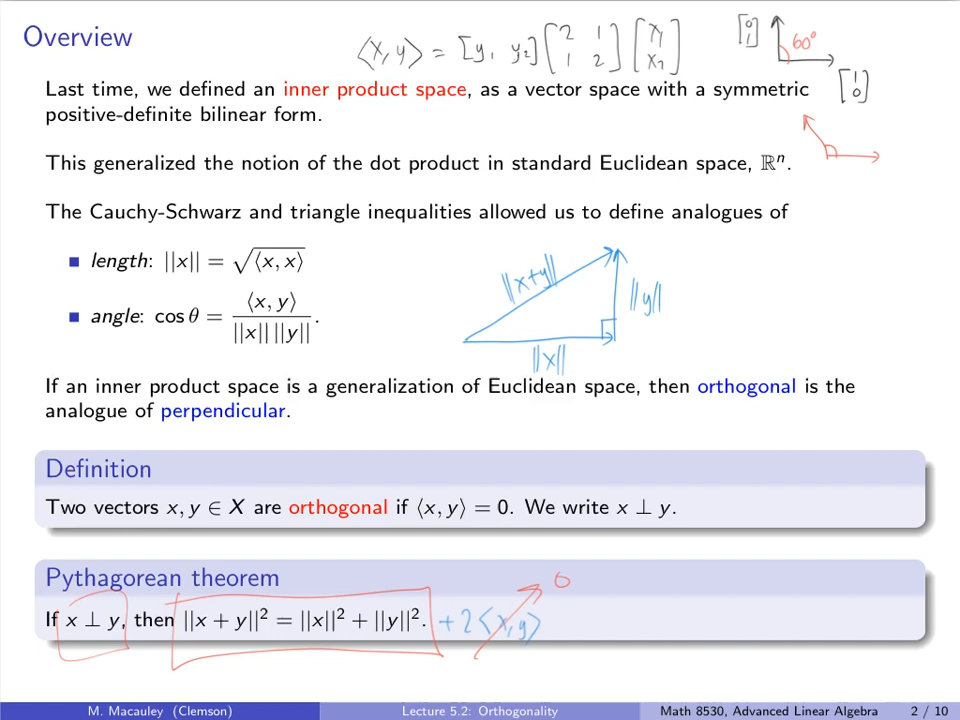 Overview
⟨x, y⟩ = [y₁ y₂] [2 1; 1 2] [x₁; x₂]
[0; 1] 60°
[1; 0]
Last time, we defined an inner product space, as a vector space with a symmetric
positive-definite bilinear form.
This generalized the notion of the dot product in standard Euclidean space, ℝⁿ.
The Cauchy-Schwarz and triangle inequalities allowed us to define analogues of
length: ||x|| = √⟨x, x⟩
angle: cos θ = ⟨x, y⟩ / ||x|| ||y||.
||x+y||
||y||
||x||
If an inner product space is a generalization of Euclidean space, then orthogonal is the
analogue of perpendicular.
Definition
Two vectors x, y ∈ X are orthogonal if ⟨x, y⟩ = 0. We write x ⊥ y.
Pythagorean theorem
0
If x ⊥ y, then ||x + y||² = ||x||² + ||y||². + 2⟨x, y⟩
M. Macauley (Clemson) Lecture 5.2: Orthogonality Math 8530, Advanced Linear Algebra 2 / 10